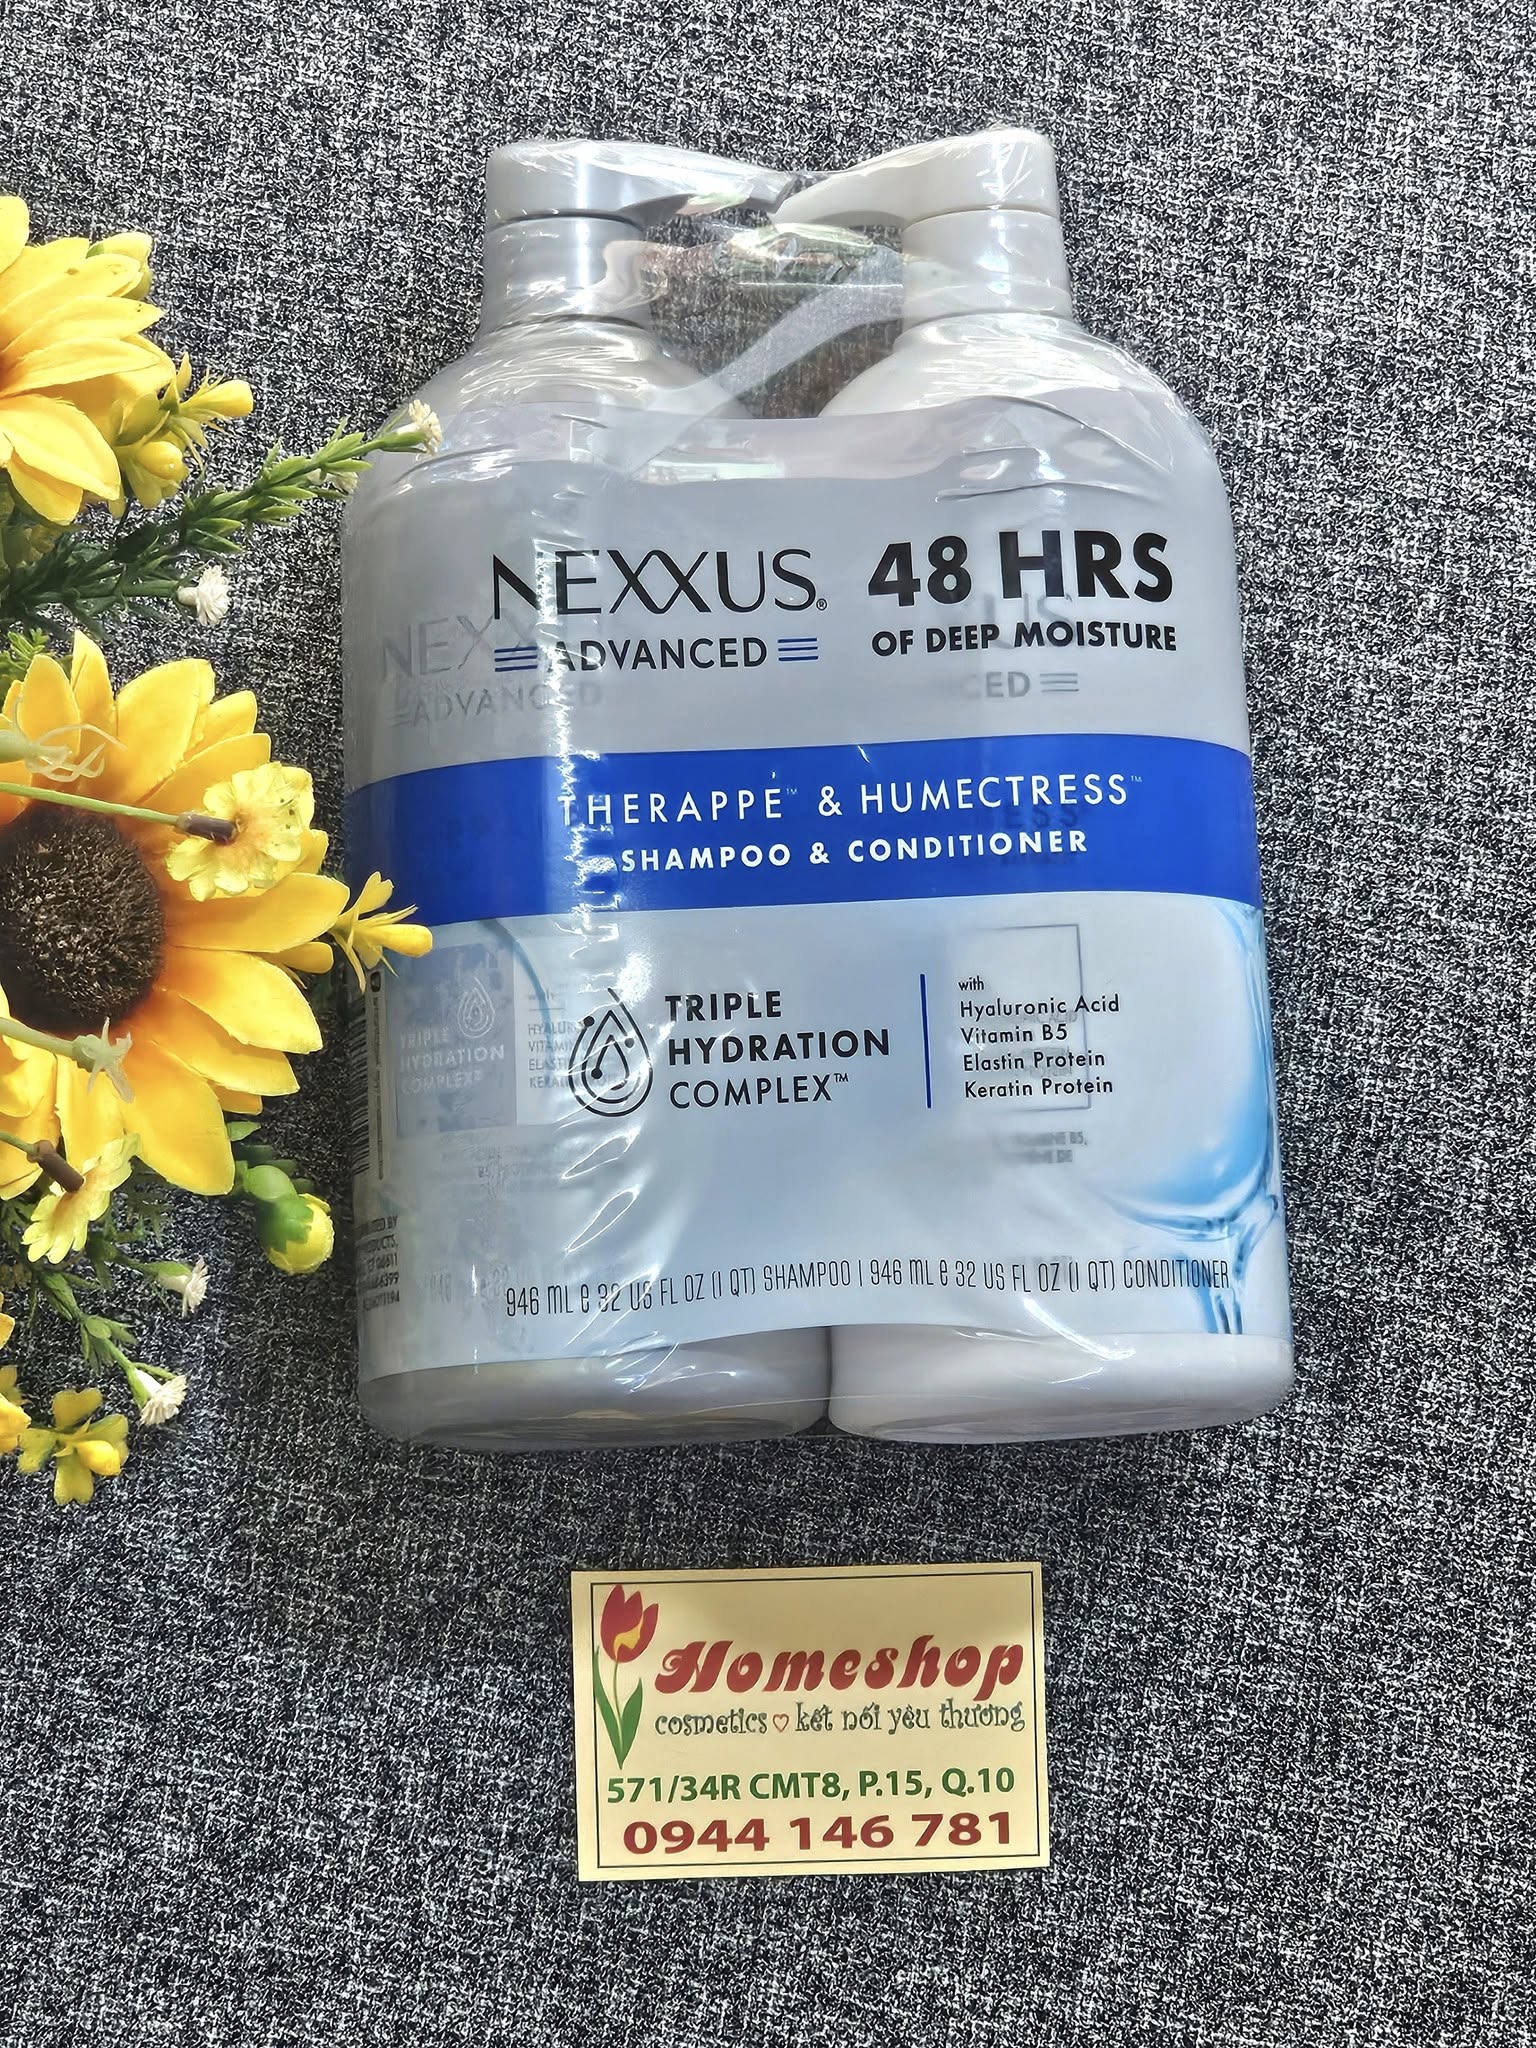 NEXXUS®
ADVANCED
48 HRS
OF DEEP MOISTURE
THERAPPÉ™ & HUMECTRESS™
SHAMPOO & CONDITIONER
TRIPLE
HYDRATION
COMPLEX™
with
Hyaluronic Acid
Vitamin B5
Elastin Protein
Keratin Protein
946 mL e 32 US FL OZ (1 QT) SHAMPOO | 946 mL e 32 US FL OZ (1 QT) CONDITIONER
Homeshop
cosmetics ♡ kết nối yêu thương
571/34R CMT8, P.15, Q.10
0944 146 781